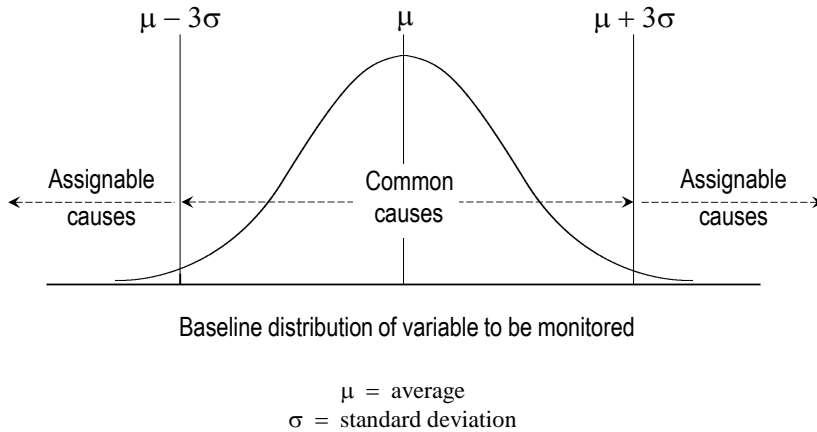 μ − 3σ
μ
μ + 3σ
Assignable
causes
Common
causes
Assignable
causes
Baseline distribution of variable to be monitored
μ = average
σ = standard deviation